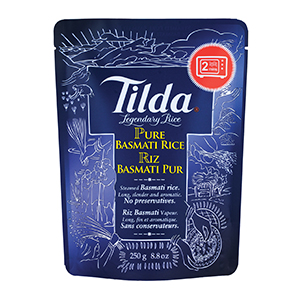 2
Tilda®
Legendary Rice
PURE
BASMATI RICE
RIZ
BASMATI PUR
Steamed Basmati rice.
Long, slender and aromatic.
No preservatives.
Riz Basmati Vapeur.
Long, fin et aromatique.
Sans conservateurs.
250 g 8.8 oz